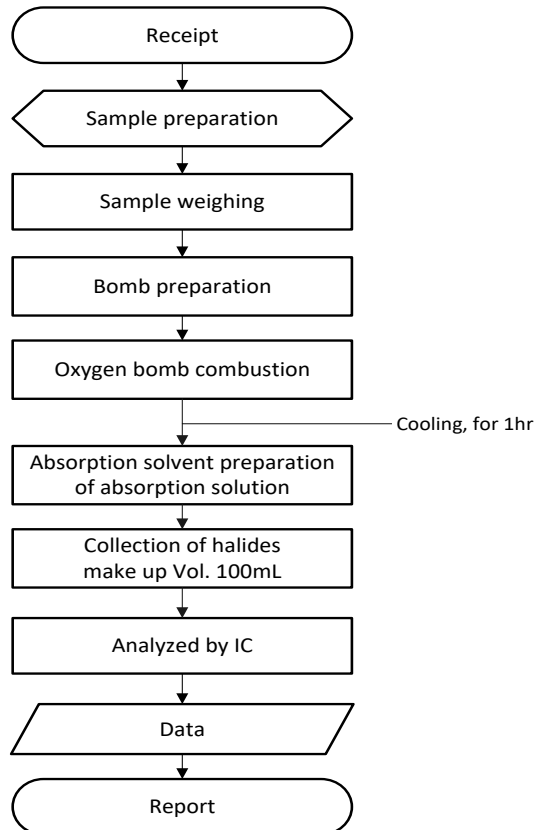 Receipt
Sample preparation
Sample weighing
Bomb preparation
Oxygen bomb combustion
Cooling, for 1hr
Absorption solvent preparation
of absorption solution
Collection of halides
make up Vol. 100mL
Analyzed by IC
Data
Report